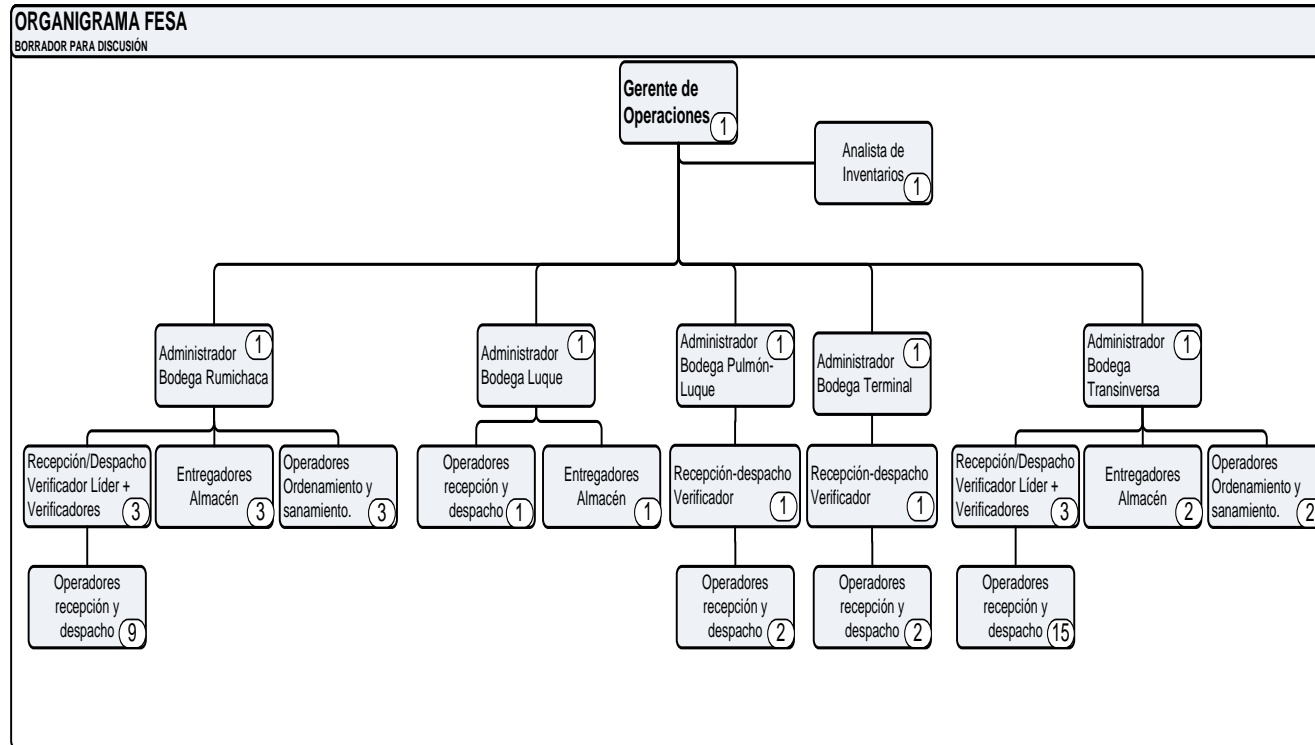 ORGANIGRAMA FESA
BORRADOR PARA DISCUSIÓN
Gerente de
Operaciones
1
Analista de
Inventarios
1
Administrador
Bodega Rumichaca
1
Administrador
Bodega Luque
1
Administrador
Bodega Pulmón-
Luque
1
Administrador
Bodega Terminal
1
Administrador
Bodega
Transinversa
1
Recepción/Despacho
Verificador Líder +
Verificadores
3
Entregadores
Almacén
3
Operadores
Ordenamiento y
sanamiento.
3
Operadores
recepción y
despacho
1
Entregadores
Almacén
1
Recepción-despacho
Verificador
1
Recepción-despacho
Verificador
1
Recepción/Despacho
Verificador Líder +
Verificadores
3
Entregadores
Almacén
2
Operadores
Ordenamiento y
sanamiento.
2
Operadores
recepción y
despacho
9
Operadores
recepción y
despacho
2
Operadores
recepción y
despacho
2
Operadores
recepción y
despacho
15